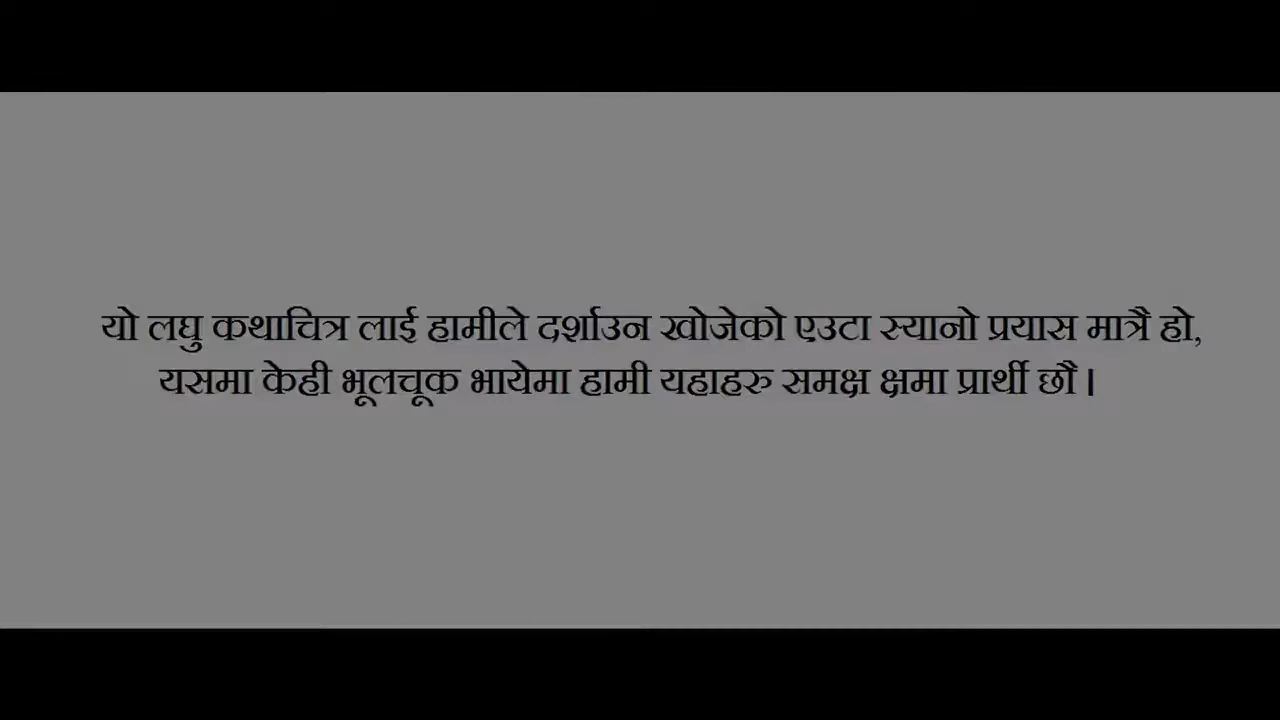 यो लघु कथाचित्र लाई हामीले दर्शाउन खोजेको एउटा स्यानो प्रयास मात्रै हो,
यसमा केही भूलचूक भायेमा हामी यहाहरु समक्ष क्षमा प्रार्थी छौ ।